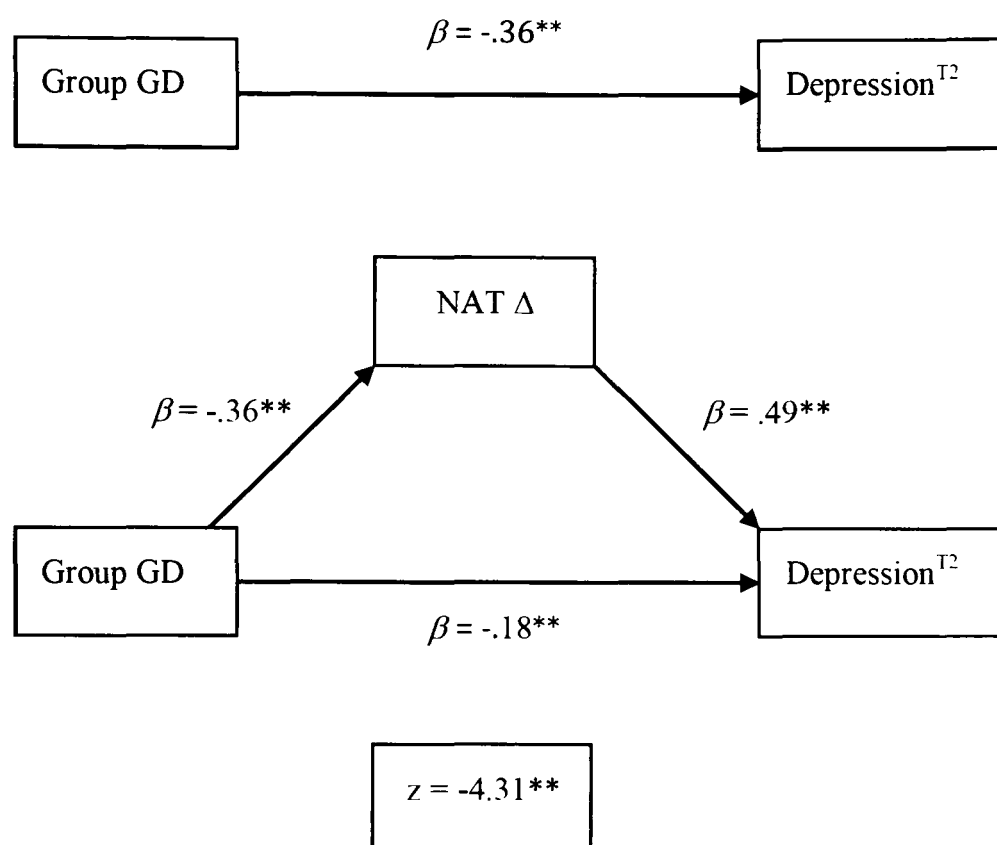 β = -.36**
Group GD
Depression^T2
NAT Δ
β = -.36**
β = .49**
Group GD
Depression^T2
β = -.18**
z = -4.31**